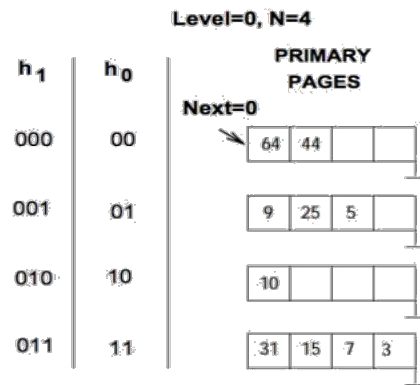 Level=0, N=4
h1 h0 PRIMARY PAGES
Next=0
000 00 64 44
001 01 9 25 5
010 10 10
011 11 31 15 7 3